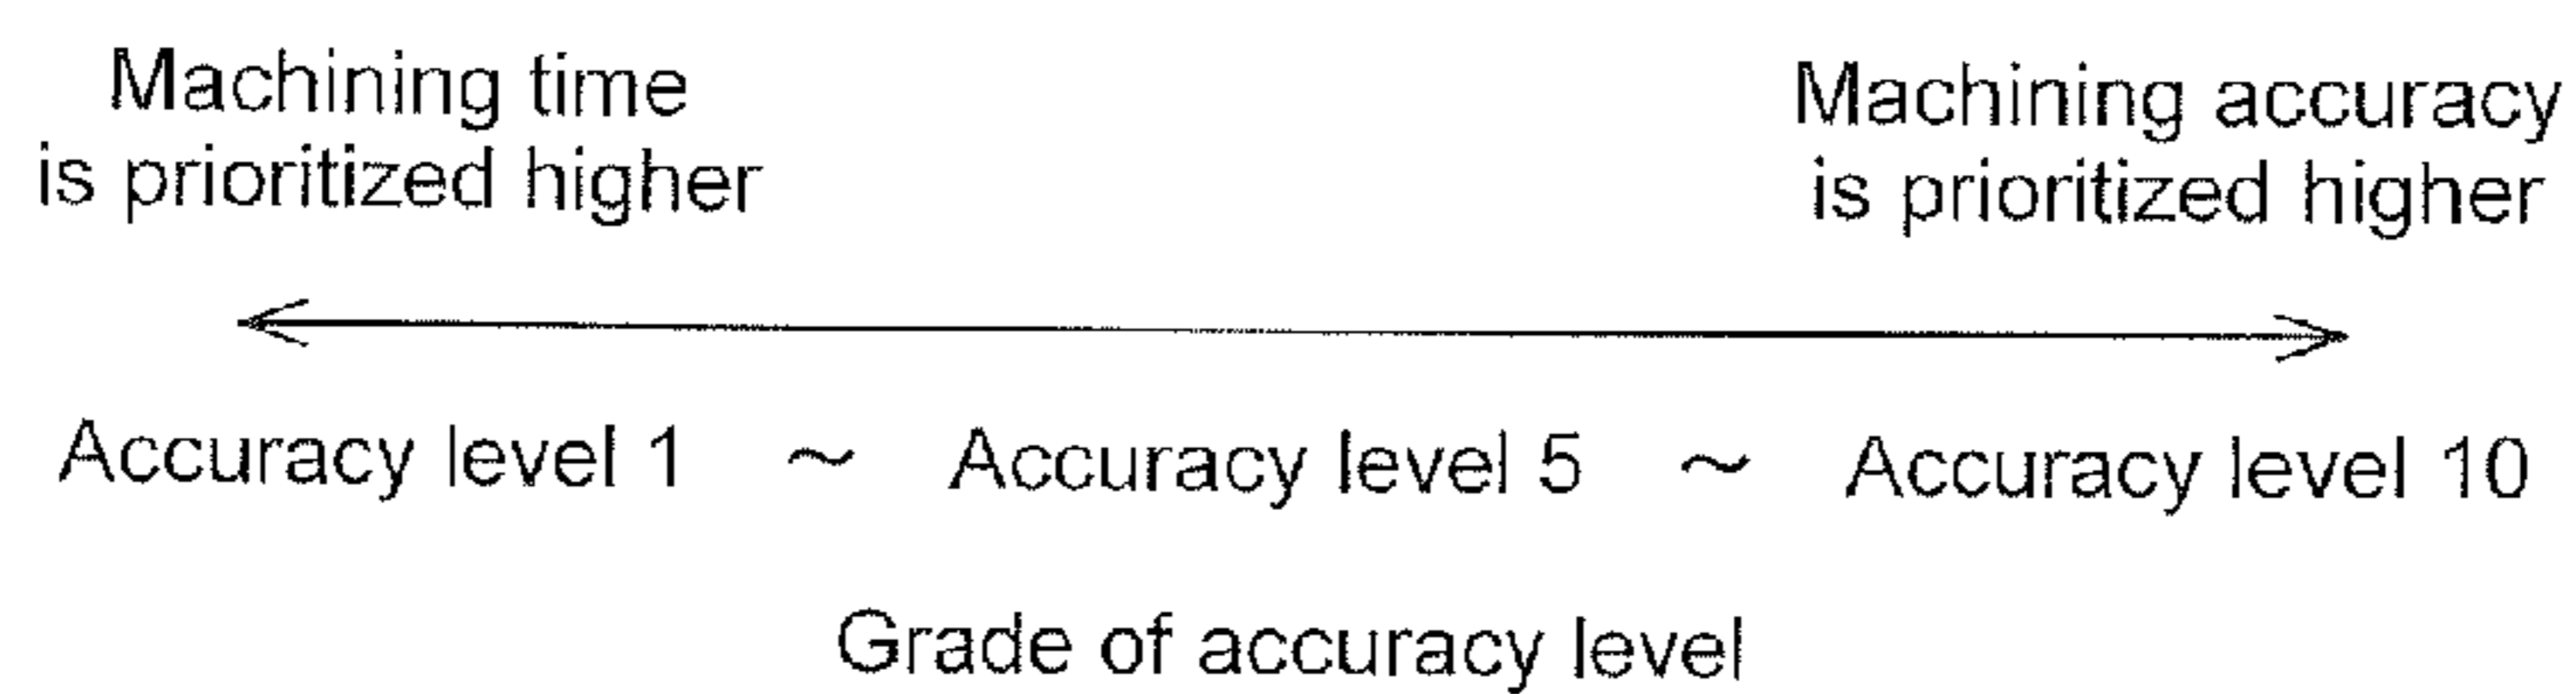 Machining time
is prioritized higher
Machining accuracy
is prioritized higher
Accuracy level 1 ~ Accuracy level 5 ~ Accuracy level 10
Grade of accuracy level